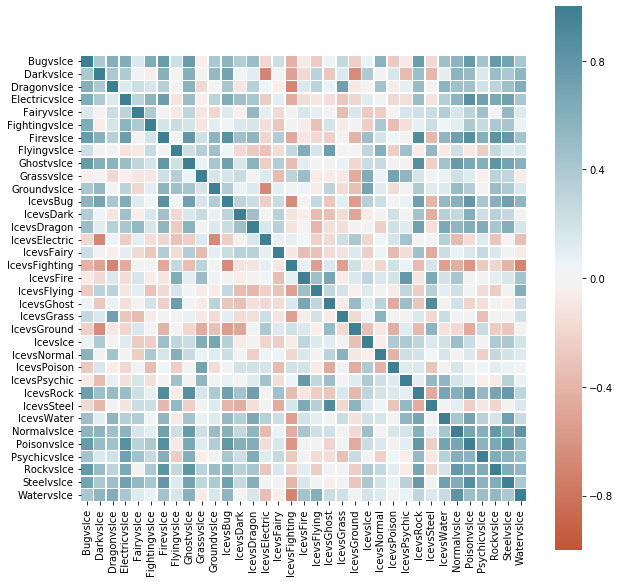 BugvsIce
DarkvsIce
DragonvsIce
ElectricvsIce
FairyvsIce
FightingvsIce
FirevsIce
FlyingvsIce
GhostvsIce
GrassvsIce
GroundvsIce
IcevsBug
IcevsDark
IcevsDragon
IcevsElectric
IcevsFairy
IcevsFighting
IcevsFire
IcevsFlying
IcevsGhost
IcevsGrass
IcevsGround
IcevsIce
IcevsNormal
IcevsPoison
IcevsPsychic
IcevsRock
IcevsSteel
IcevsWater
NormalvsIce
PoisonvsIce
PsychicvsIce
RockvsIce
SteelvsIce
WatervsIce
BugvsIce
DarkvsIce
DragonvsIce
ElectricvsIce
FairyvsIce
FightingvsIce
FirevsIce
FlyingvsIce
GhostvsIce
GrassvsIce
GroundvsIce
IcevsBug
IcevsDark
IcevsDragon
IcevsElectric
IcevsFairy
IcevsFighting
IcevsFire
IcevsFlying
IcevsGhost
IcevsGrass
IcevsGround
IcevsIce
IcevsNormal
IcevsPoison
IcevsPsychic
IcevsRock
IcevsSteel
IcevsWater
NormalvsIce
PoisonvsIce
PsychicvsIce
RockvsIce
SteelvsIce
WatervsIce
0.8
0.4
0.0
−0.4
−0.8